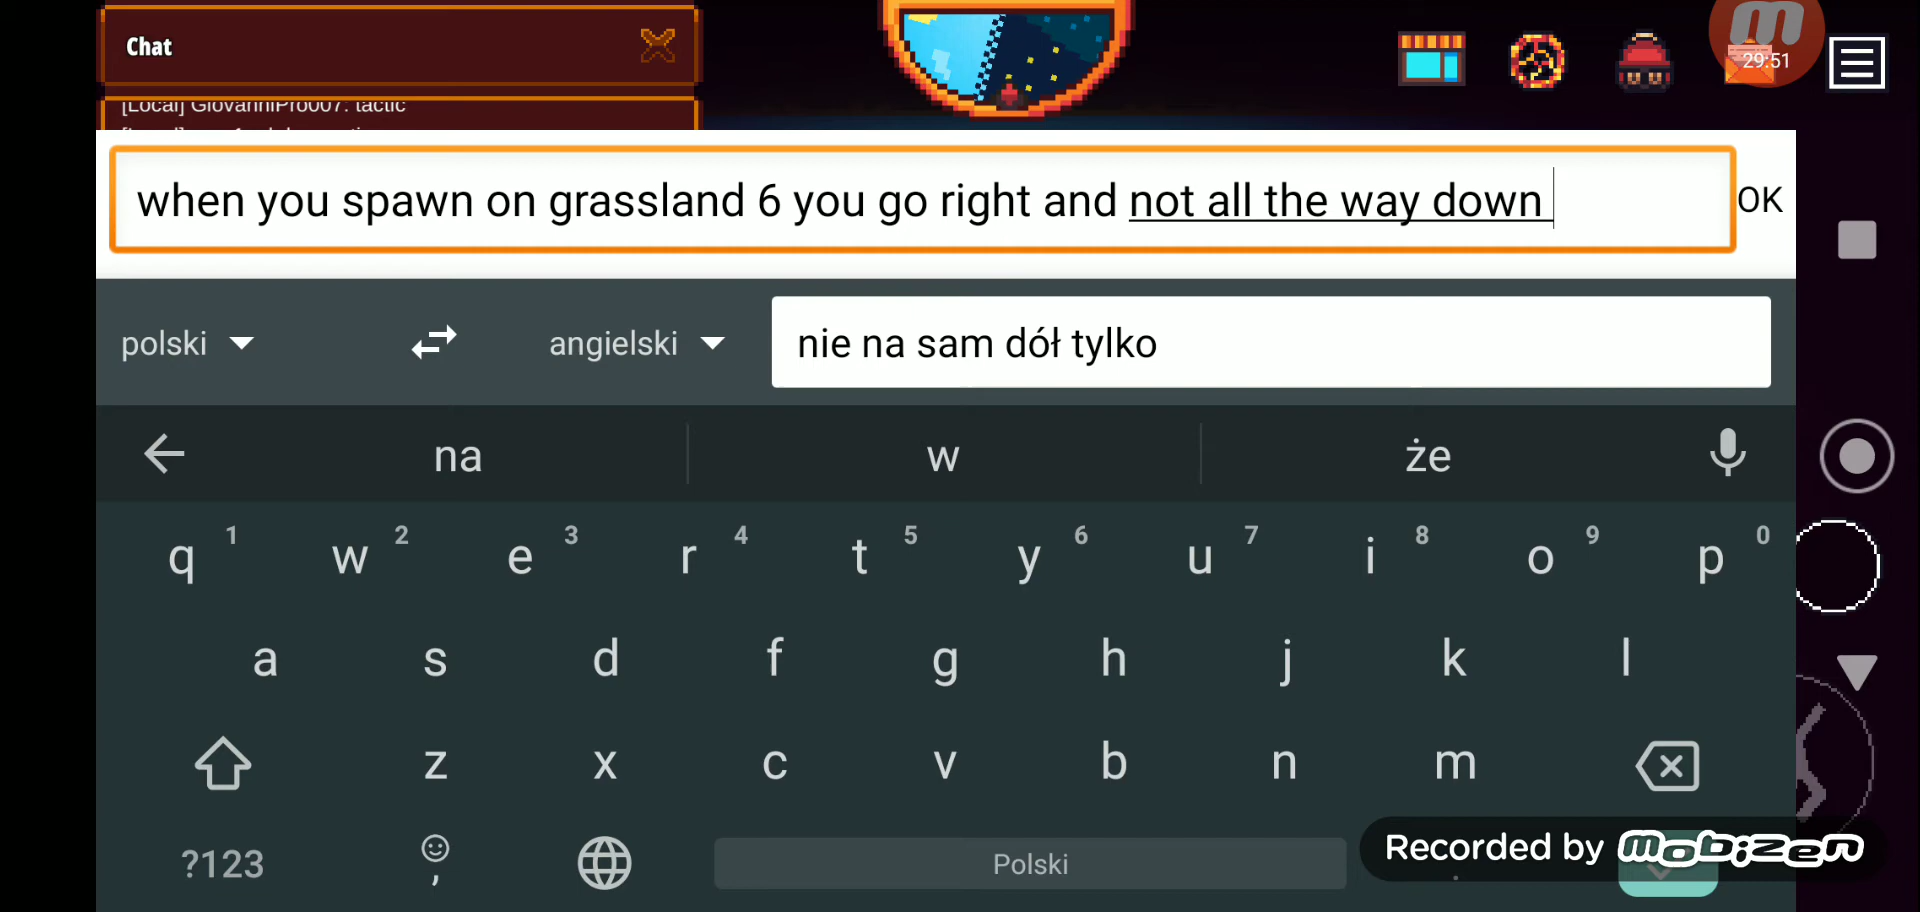 Chat
[Local] GiovanniPro007: tactic
29:51
when you spawn on grassland 6 you go right and not all the way down
OK
polski
angielski
nie na sam dół tylko
na
w
że
q 1 w 2 e 3 r 4 t 5 y 6 u 7 i 8 o 9 p 0
a s d f g h j k l
z x c v b n m
?123
,
Polski
.
Recorded by mobizen